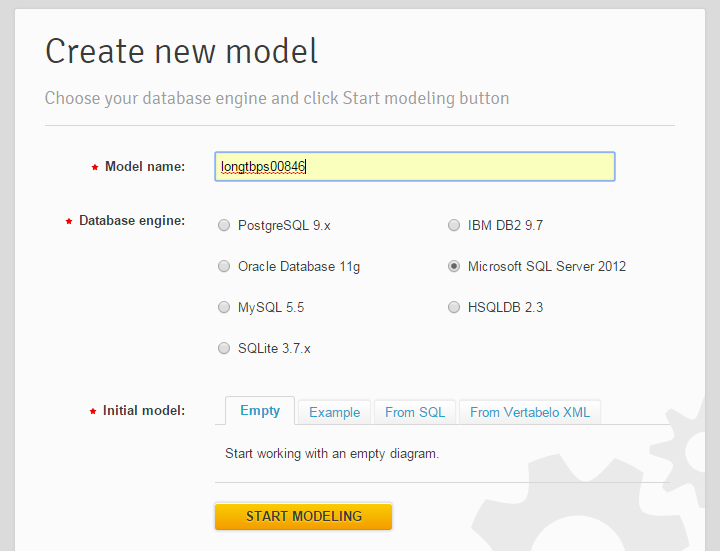 Create new model
Choose your database engine and click Start modeling button
* Model name: longtbps00846
* Database engine: PostgreSQL 9.x IBM DB2 9.7
Oracle Database 11g Microsoft SQL Server 2012
MySQL 5.5 HSQLDB 2.3
SQLite 3.7.x
* Initial model: Empty Example From SQL From Vertabelo XML
Start working with an empty diagram.
START MODELING